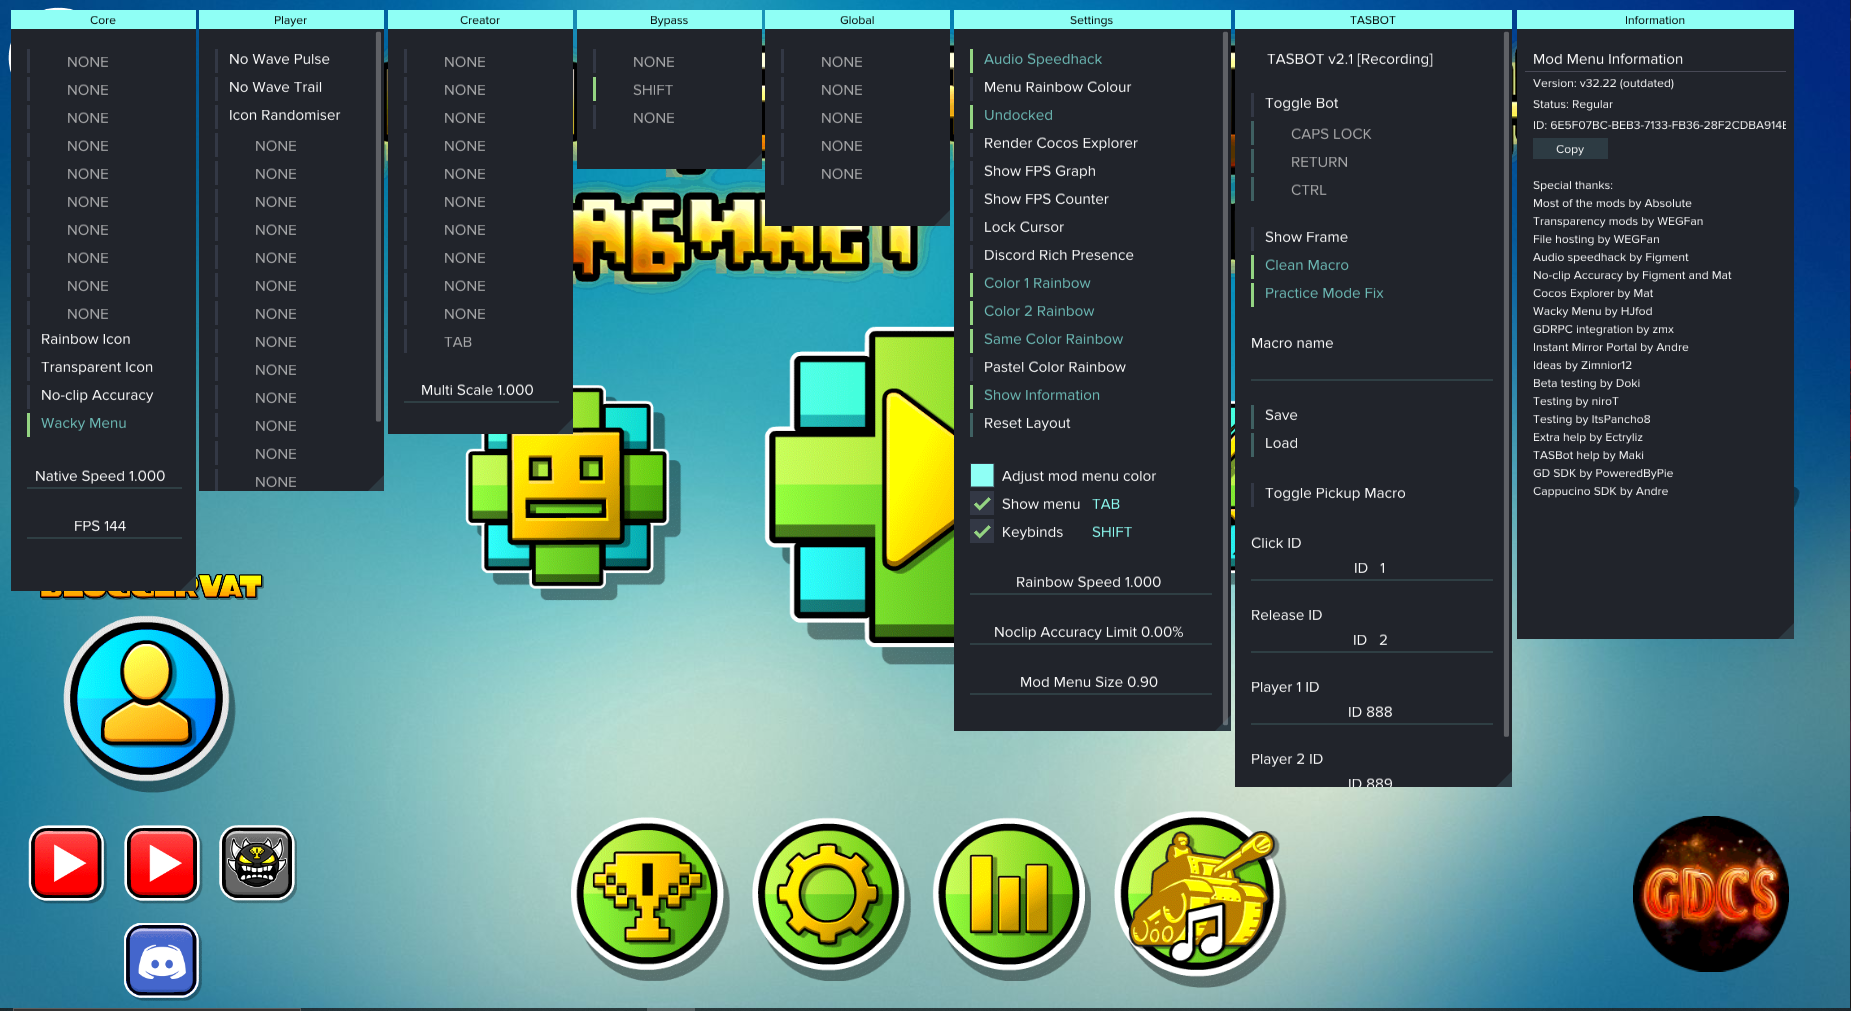 Core
NONE
NONE
NONE
NONE
NONE
NONE
NONE
NONE
NONE
NONE
Rainbow Icon
Transparent Icon
No-clip Accuracy
Wacky Menu
Native Speed 1.000
FPS 144
Player
No Wave Pulse
No Wave Trail
Icon Randomiser
NONE
NONE
NONE
NONE
NONE
NONE
NONE
NONE
NONE
NONE
NONE
NONE
NONE
Creator
NONE
NONE
NONE
NONE
NONE
NONE
NONE
NONE
NONE
NONE
TAB
Multi Scale 1.000
Bypass
NONE
SHIFT
NONE
Global
NONE
NONE
NONE
NONE
NONE
Settings
Audio Speedhack
Menu Rainbow Colour
Undocked
Render Cocos Explorer
Show FPS Graph
Show FPS Counter
Lock Cursor
Discord Rich Presence
Color 1 Rainbow
Color 2 Rainbow
Same Color Rainbow
Pastel Color Rainbow
Show Information
Reset Layout
Adjust mod menu color
Show menu TAB
Keybinds SHIFT
Rainbow Speed 1.000
Noclip Accuracy Limit 0.00%
Mod Menu Size 0.90
TASBOT
TASBOT v2.1 [Recording]
Toggle Bot
CAPS LOCK
RETURN
CTRL
Show Frame
Clean Macro
Practice Mode Fix
Macro name
Save
Load
Toggle Pickup Macro
Click ID
ID 1
Release ID
ID 2
Player 1 ID
ID 888
Player 2 ID
ID 889
Information
Mod Menu Information
Version: v32.22 (outdated)
Status: Regular
ID: 6E5F07BC-BEB3-7133-FB36-28F2CDBA914E
Copy
Special thanks:
Most of the mods by Absolute
Transparency mods by WEGFan
File hosting by WEGFan
Audio speedhack by Figment
No-clip Accuracy by Figment and Mat
Cocos Explorer by Mat
Wacky Menu by HJfod
GDRPC integration by zmx
Instant Mirror Portal by Andre
Ideas by Zimnior12
Beta testing by Doki
Testing by niroT
Testing by ItsPancho8
Extra help by Ectryliz
TASBot help by Maki
GD SDK by PoweredByPie
Cappucino SDK by Andre
GDCS